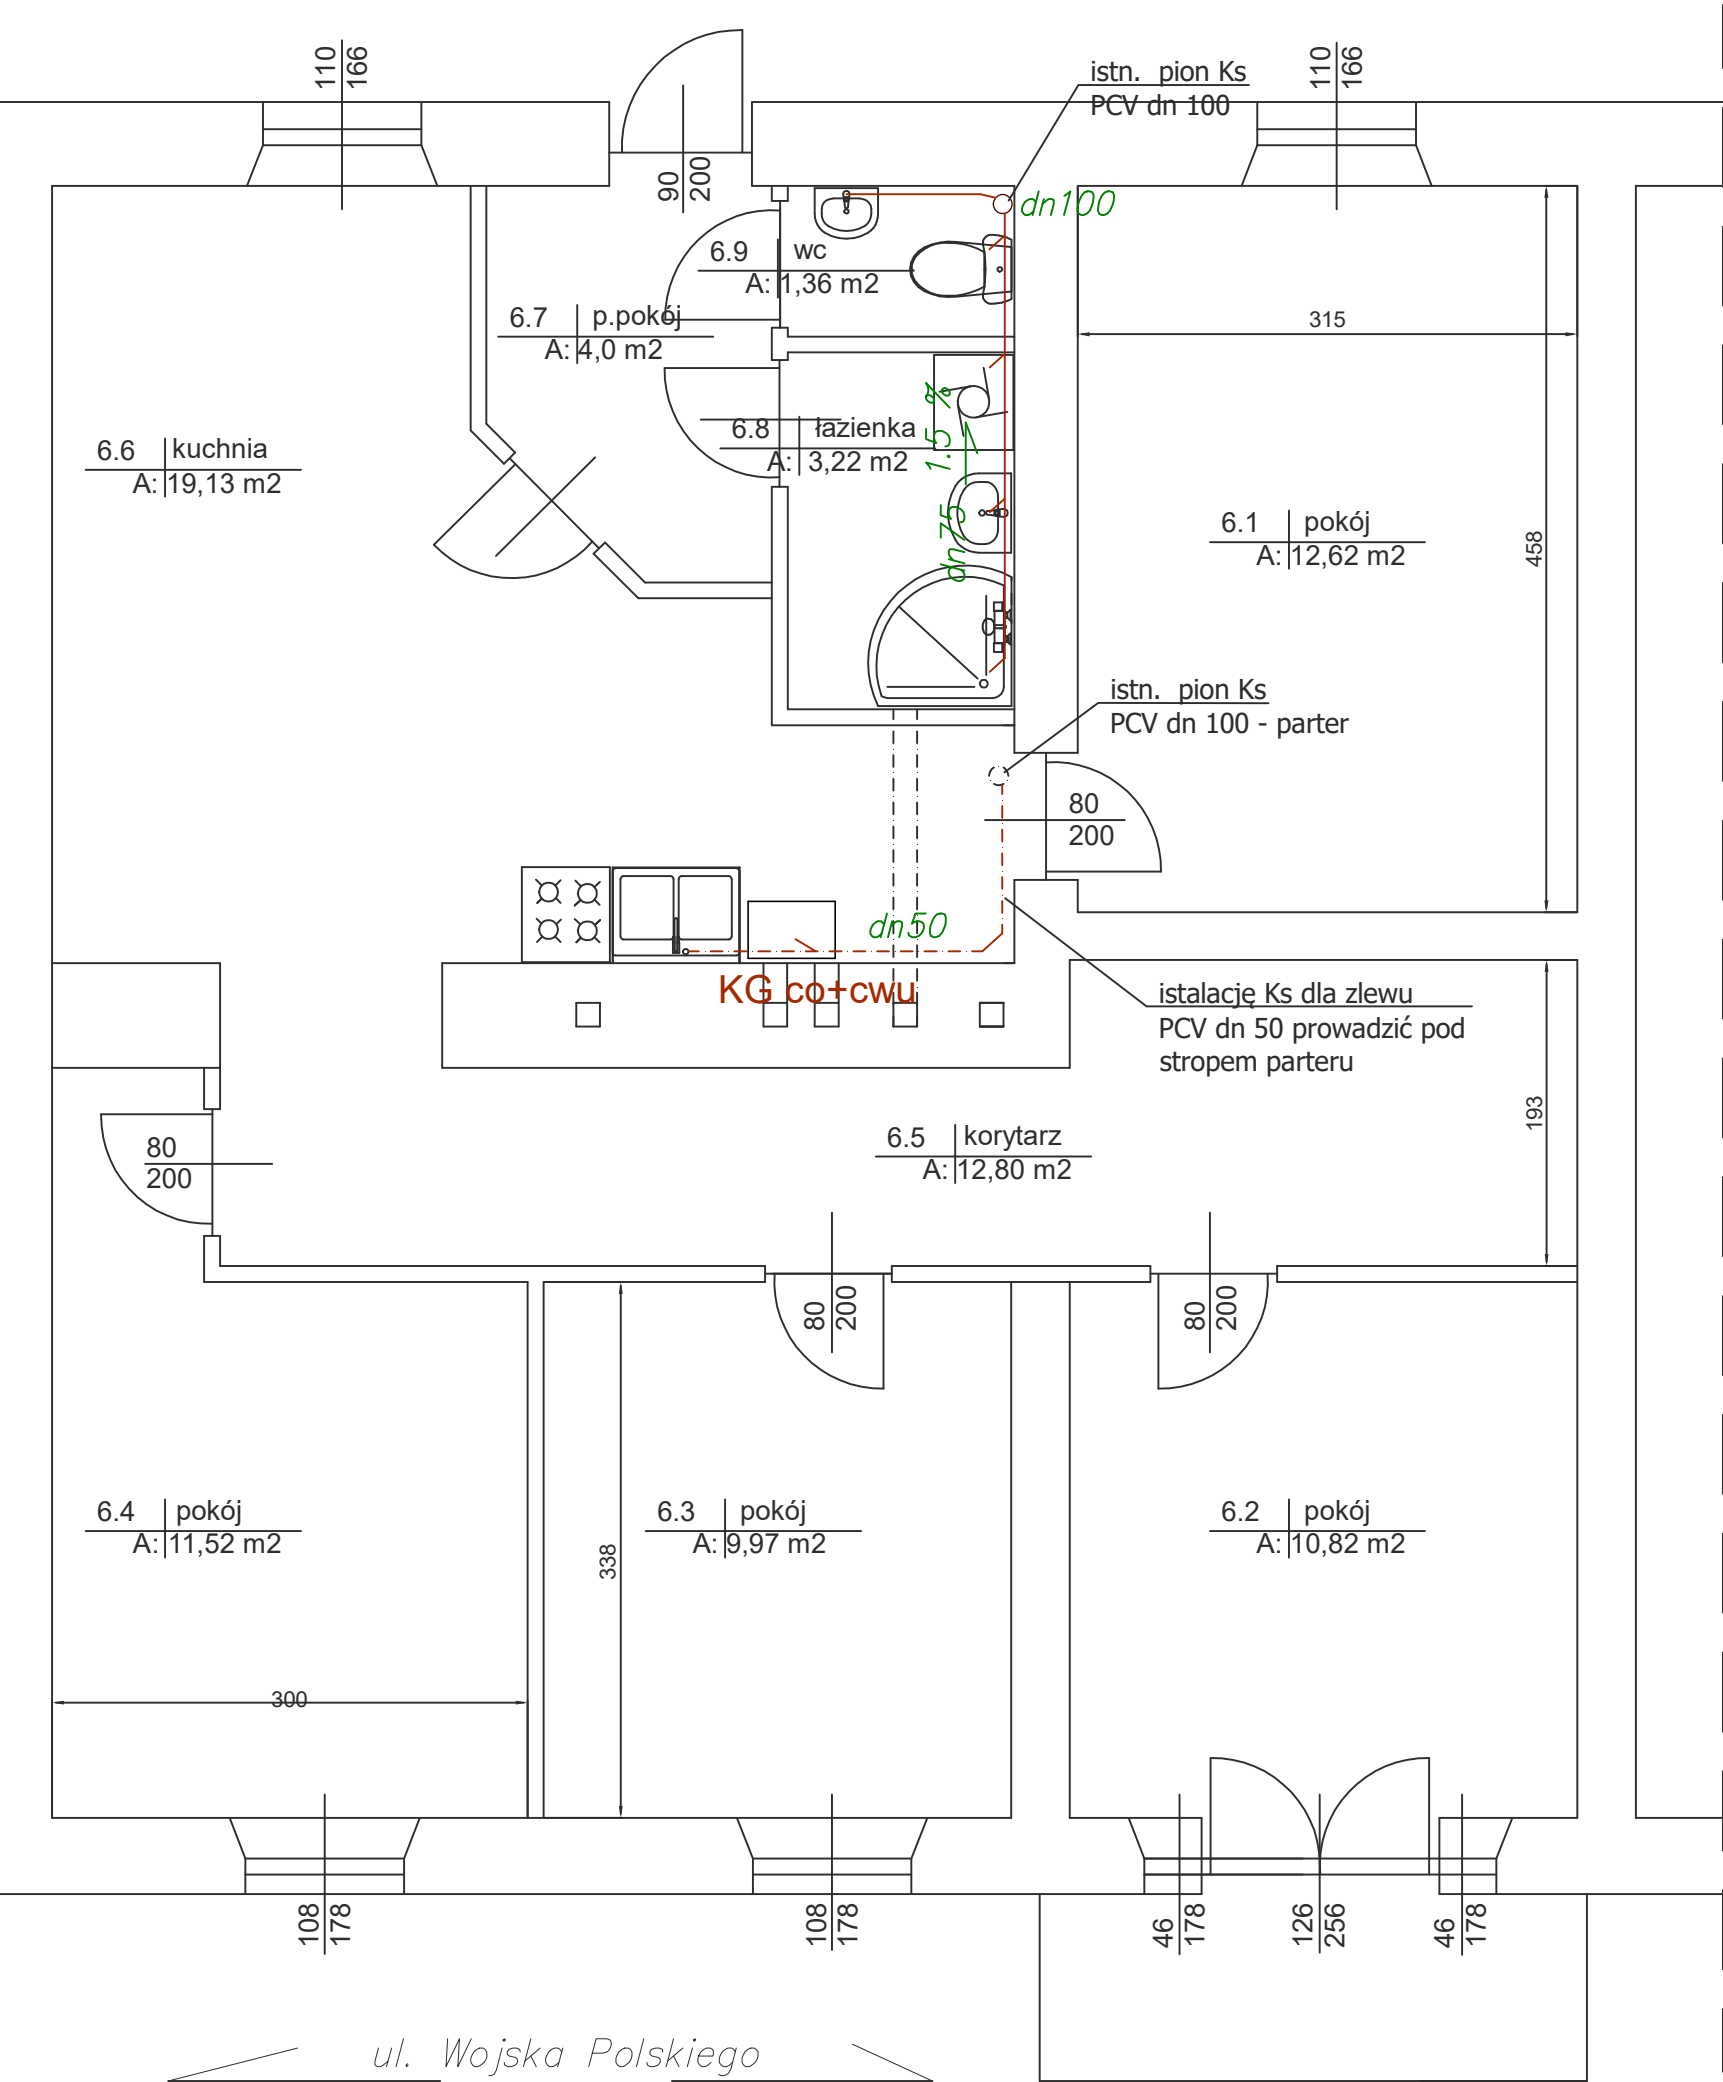 110
166
110
166
istn. pion Ks
PCV dn 100
90
200
dn100
6.9 wc
A: 1,36 m2
6.7 p.pokój
A: 4,0 m2
315
6.8 łazienka
A: 3,22 m2
dn75 1.5 %
6.6 kuchnia
A: 19,13 m2
6.1 pokój
A: 12,62 m2
458
istn. pion Ks
PCV dn 100 - parter
80
200
dn50
KG co+cwu
istalację Ks dla zlewu
PCV dn 50 prowadzić pod
stropem parteru
193
80
200
6.5 korytarz
A: 12,80 m2
80
200
80
200
6.4 pokój
A: 11,52 m2
6.3 pokój
A: 9,97 m2
6.2 pokój
A: 10,82 m2
338
300
108
178
108
178
46
178
126
256
46
178
ul. Wojska Polskiego